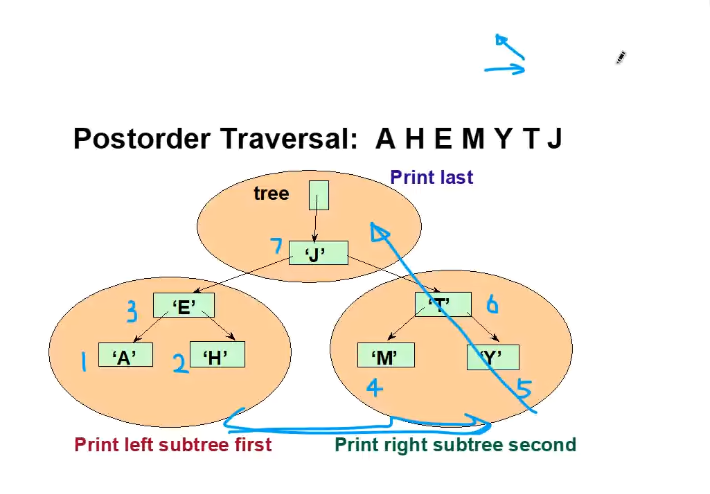 Postorder Traversal: A H E M Y T J
Print last
tree
7 'J'
3 'E'
'T' 6
1 'A'
2 'H'
'M'
'Y'
4
5
Print left subtree first
Print right subtree second